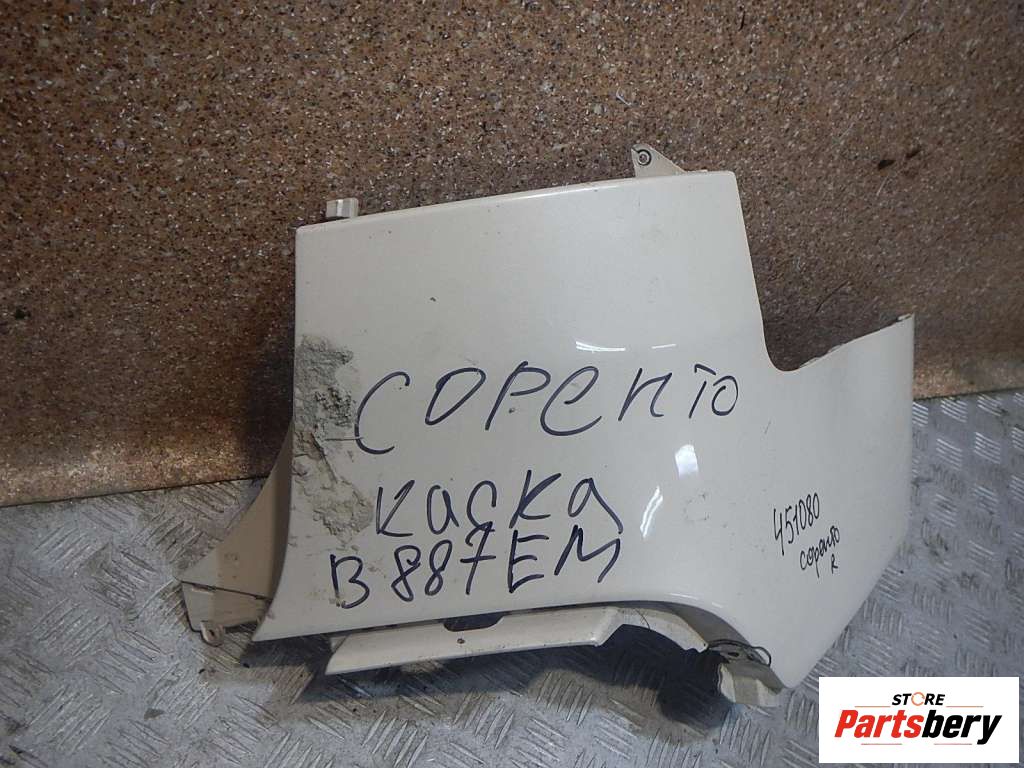 Соренто
каска
В887ЕМ
451080
соренто
R
STORE
Partsbery